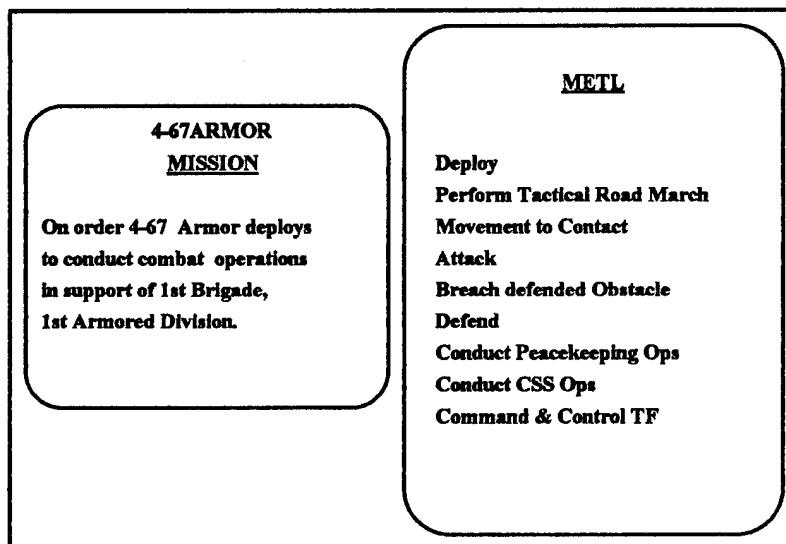 4-67ARMOR
MISSION
On order 4-67 Armor deploys
to conduct combat operations
in support of 1st Brigade,
1st Armored Division.
METL
Deploy
Perform Tactical Road March
Movement to Contact
Attack
Breach defended Obstacle
Defend
Conduct Peacekeeping Ops
Conduct CSS Ops
Command & Control TF